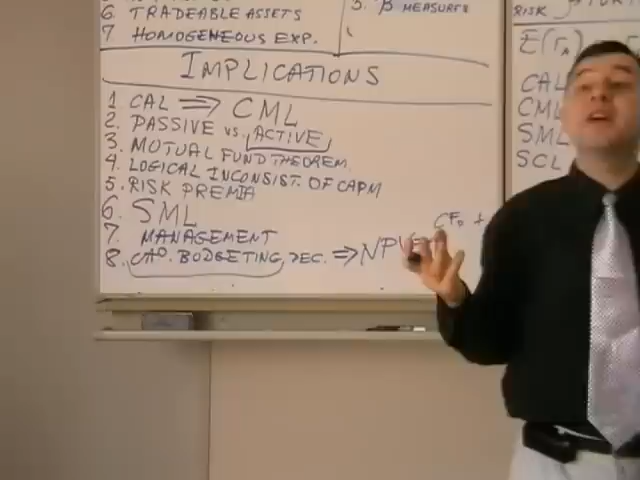 6. TRADEABLE ASSETS
7 HOMOGENEOUS EXP.
5. β MEASURE
IMPLICATIONS
1. CAL ⇒ CML
2. PASSIVE VS. ACTIVE
3. MUTUAL FUND THEOREM
4. LOGICAL INCONSIST. OF CAPM
5. RISK PREMIA
6. SML
7. MANAGEMENT
8. CAP. BUDGETING DEC. ⇒ NPV
CF₀ +
RISK
CAL
CML
SML
SCL